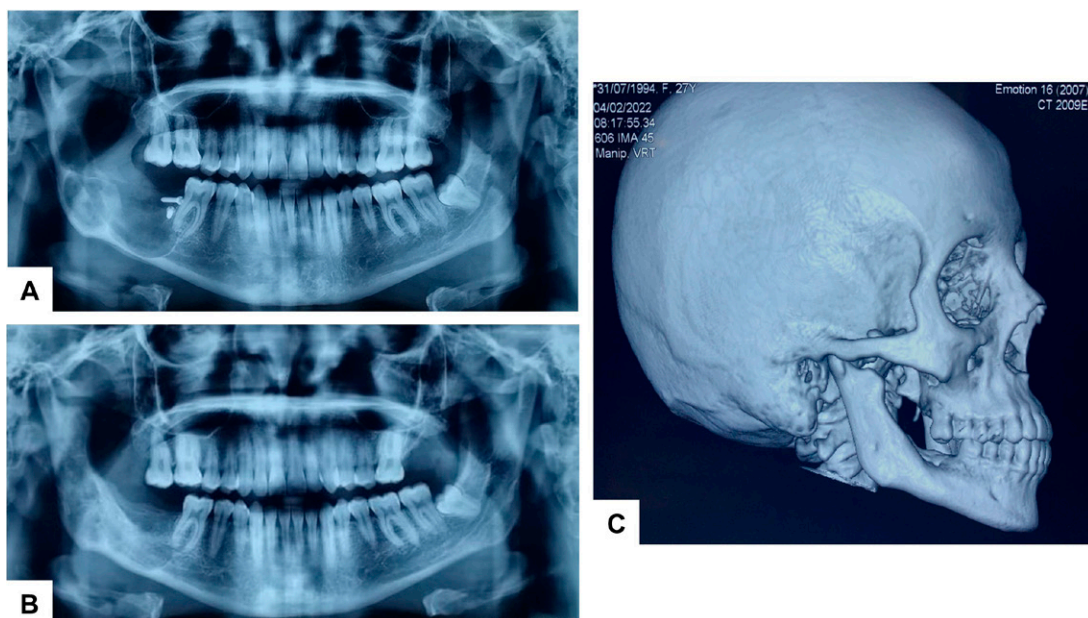 A
B
*31/07/1994. F. 27Y
04/02/2022
08:17:55.34
606 IMA 45
Manip. VRT
Emotion 16 (2007)
CT 2009E
C